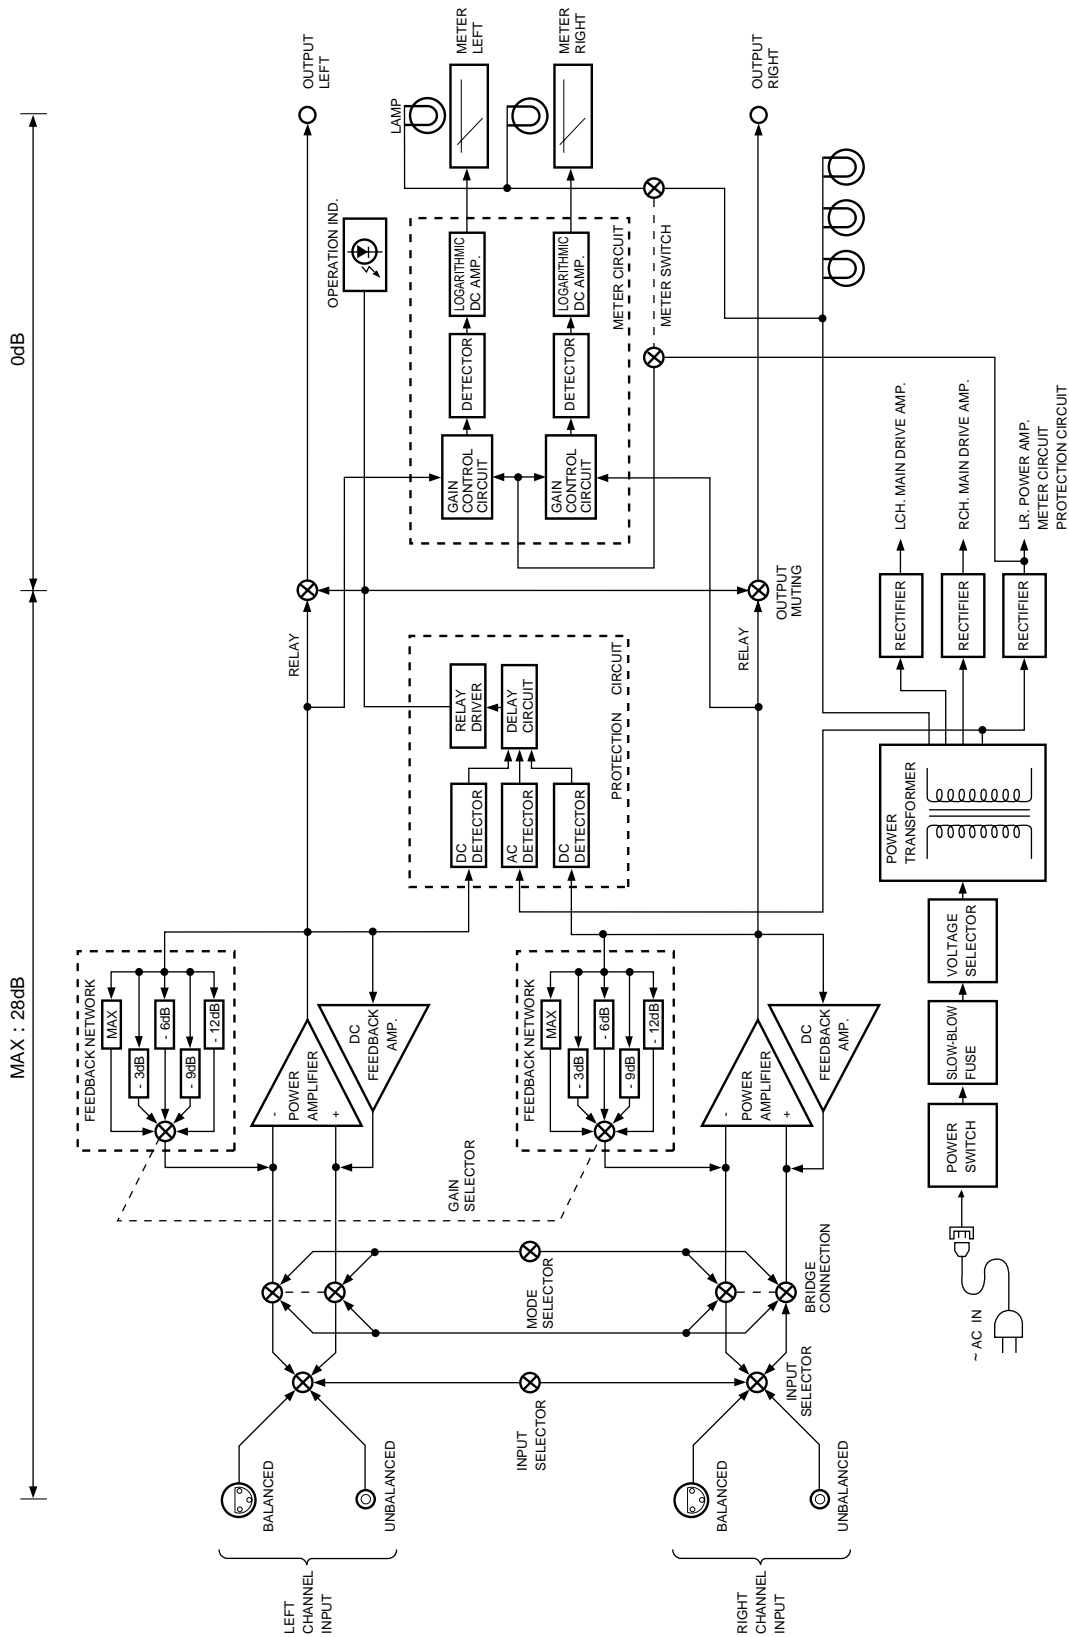 MAX : 28dB
0dB
LEFT
CHANNEL
INPUT
BALANCED
UNBALANCED
INPUT
SELECTOR
MODE
SELECTOR
GAIN
SELECTOR
FEEDBACK NETWORK
MAX
- 3dB
- 6dB
- 9dB
- 12dB
-
POWER
AMPLIFIER
+
DC
FEEDBACK
AMP.
RELAY
OUTPUT
LEFT
OPERATION IND.
DC
DETECTOR
AC
DETECTOR
DC
DETECTOR
RELAY
DRIVER
DELAY
CIRCUIT
PROTECTION CIRCUIT
GAIN
CONTROL
CIRCUIT
DETECTOR
LOGARITHMIC
DC AMP.
GAIN
CONTROL
CIRCUIT
DETECTOR
LOGARITHMIC
DC AMP.
METER CIRCUIT
METER SWITCH
LAMP
METER
LEFT
METER
RIGHT
RIGHT
CHANNEL
INPUT
BALANCED
UNBALANCED
INPUT
SELECTOR
BRIDGE
CONNECTION
FEEDBACK NETWORK
MAX
- 3dB
- 6dB
- 9dB
- 12dB
-
POWER
AMPLIFIER
+
DC
FEEDBACK
AMP.
RELAY
OUTPUT
MUTING
OUTPUT
RIGHT
~ AC IN
POWER
SWITCH
SLOW-BLOW
FUSE
VOLTAGE
SELECTOR
POWER
TRANSFORMER
RECTIFIER
LCH. MAIN DRIVE AMP.
RECTIFIER
RCH. MAIN DRIVE AMP.
RECTIFIER
LR. POWER AMP.
METER CIRCUIT
PROTECTION CIRCUIT